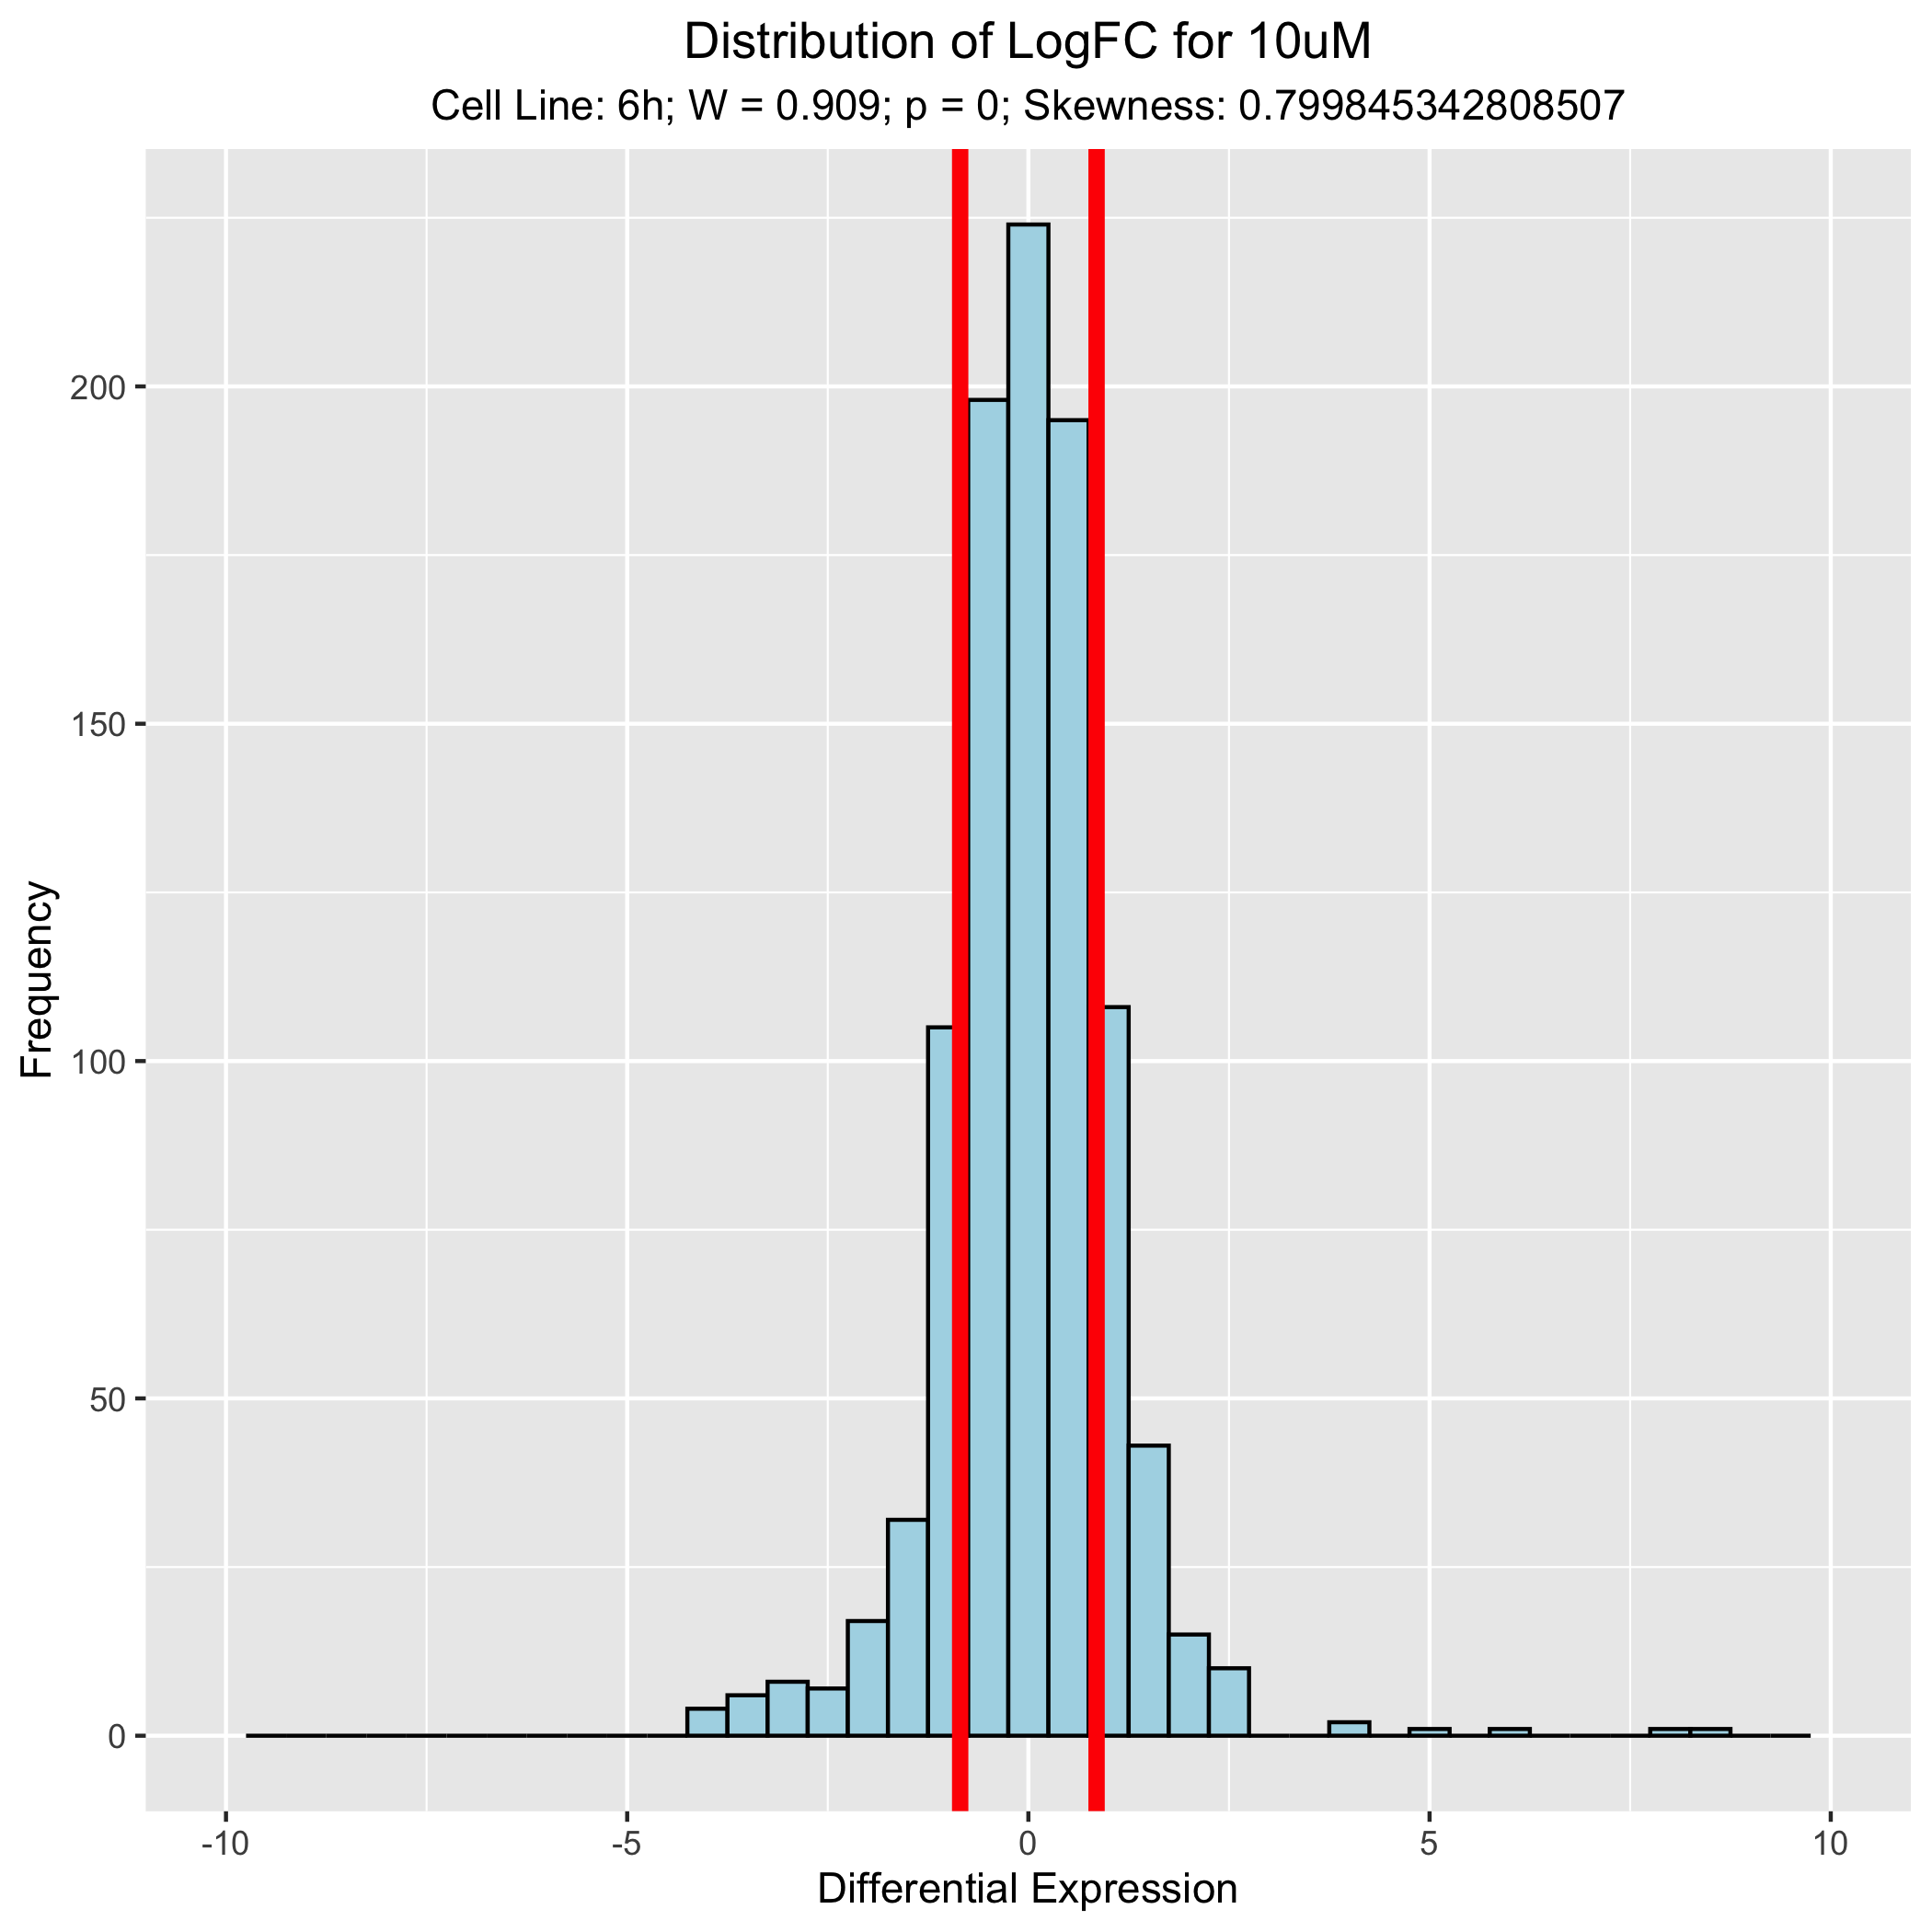 Distribution of LogFC for 10uM
Cell Line: 6h; W = 0.909; p = 0; Skewness: 0.799845342808507
Frequency
200
150
100
50
0
-10
-5
0
5
10
Differential Expression